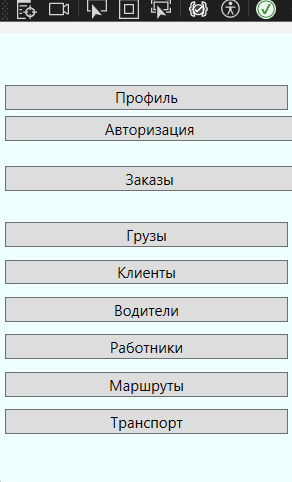 Профиль
Авторизация
Заказы
Грузы
Клиенты
Водители
Работники
Маршруты
Транспорт